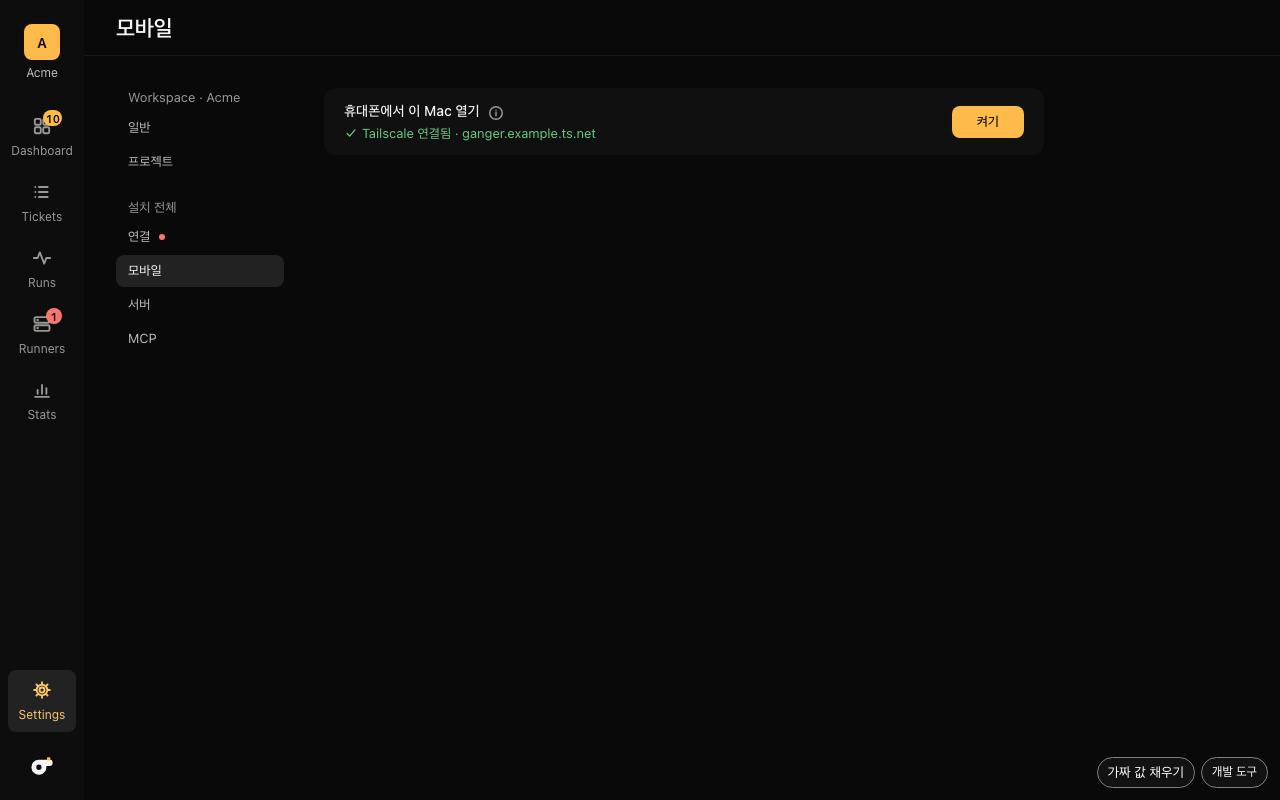 A
Acme
10
Dashboard
Tickets
Runs
1
Runners
Stats
Settings
모바일
Workspace · Acme
일반
프로젝트
설치 전체
연결
모바일
서버
MCP
휴대폰에서 이 Mac 열기
Tailscale 연결됨 · ganger.example.ts.net
켜기
가짜 값 채우기
개발 도구